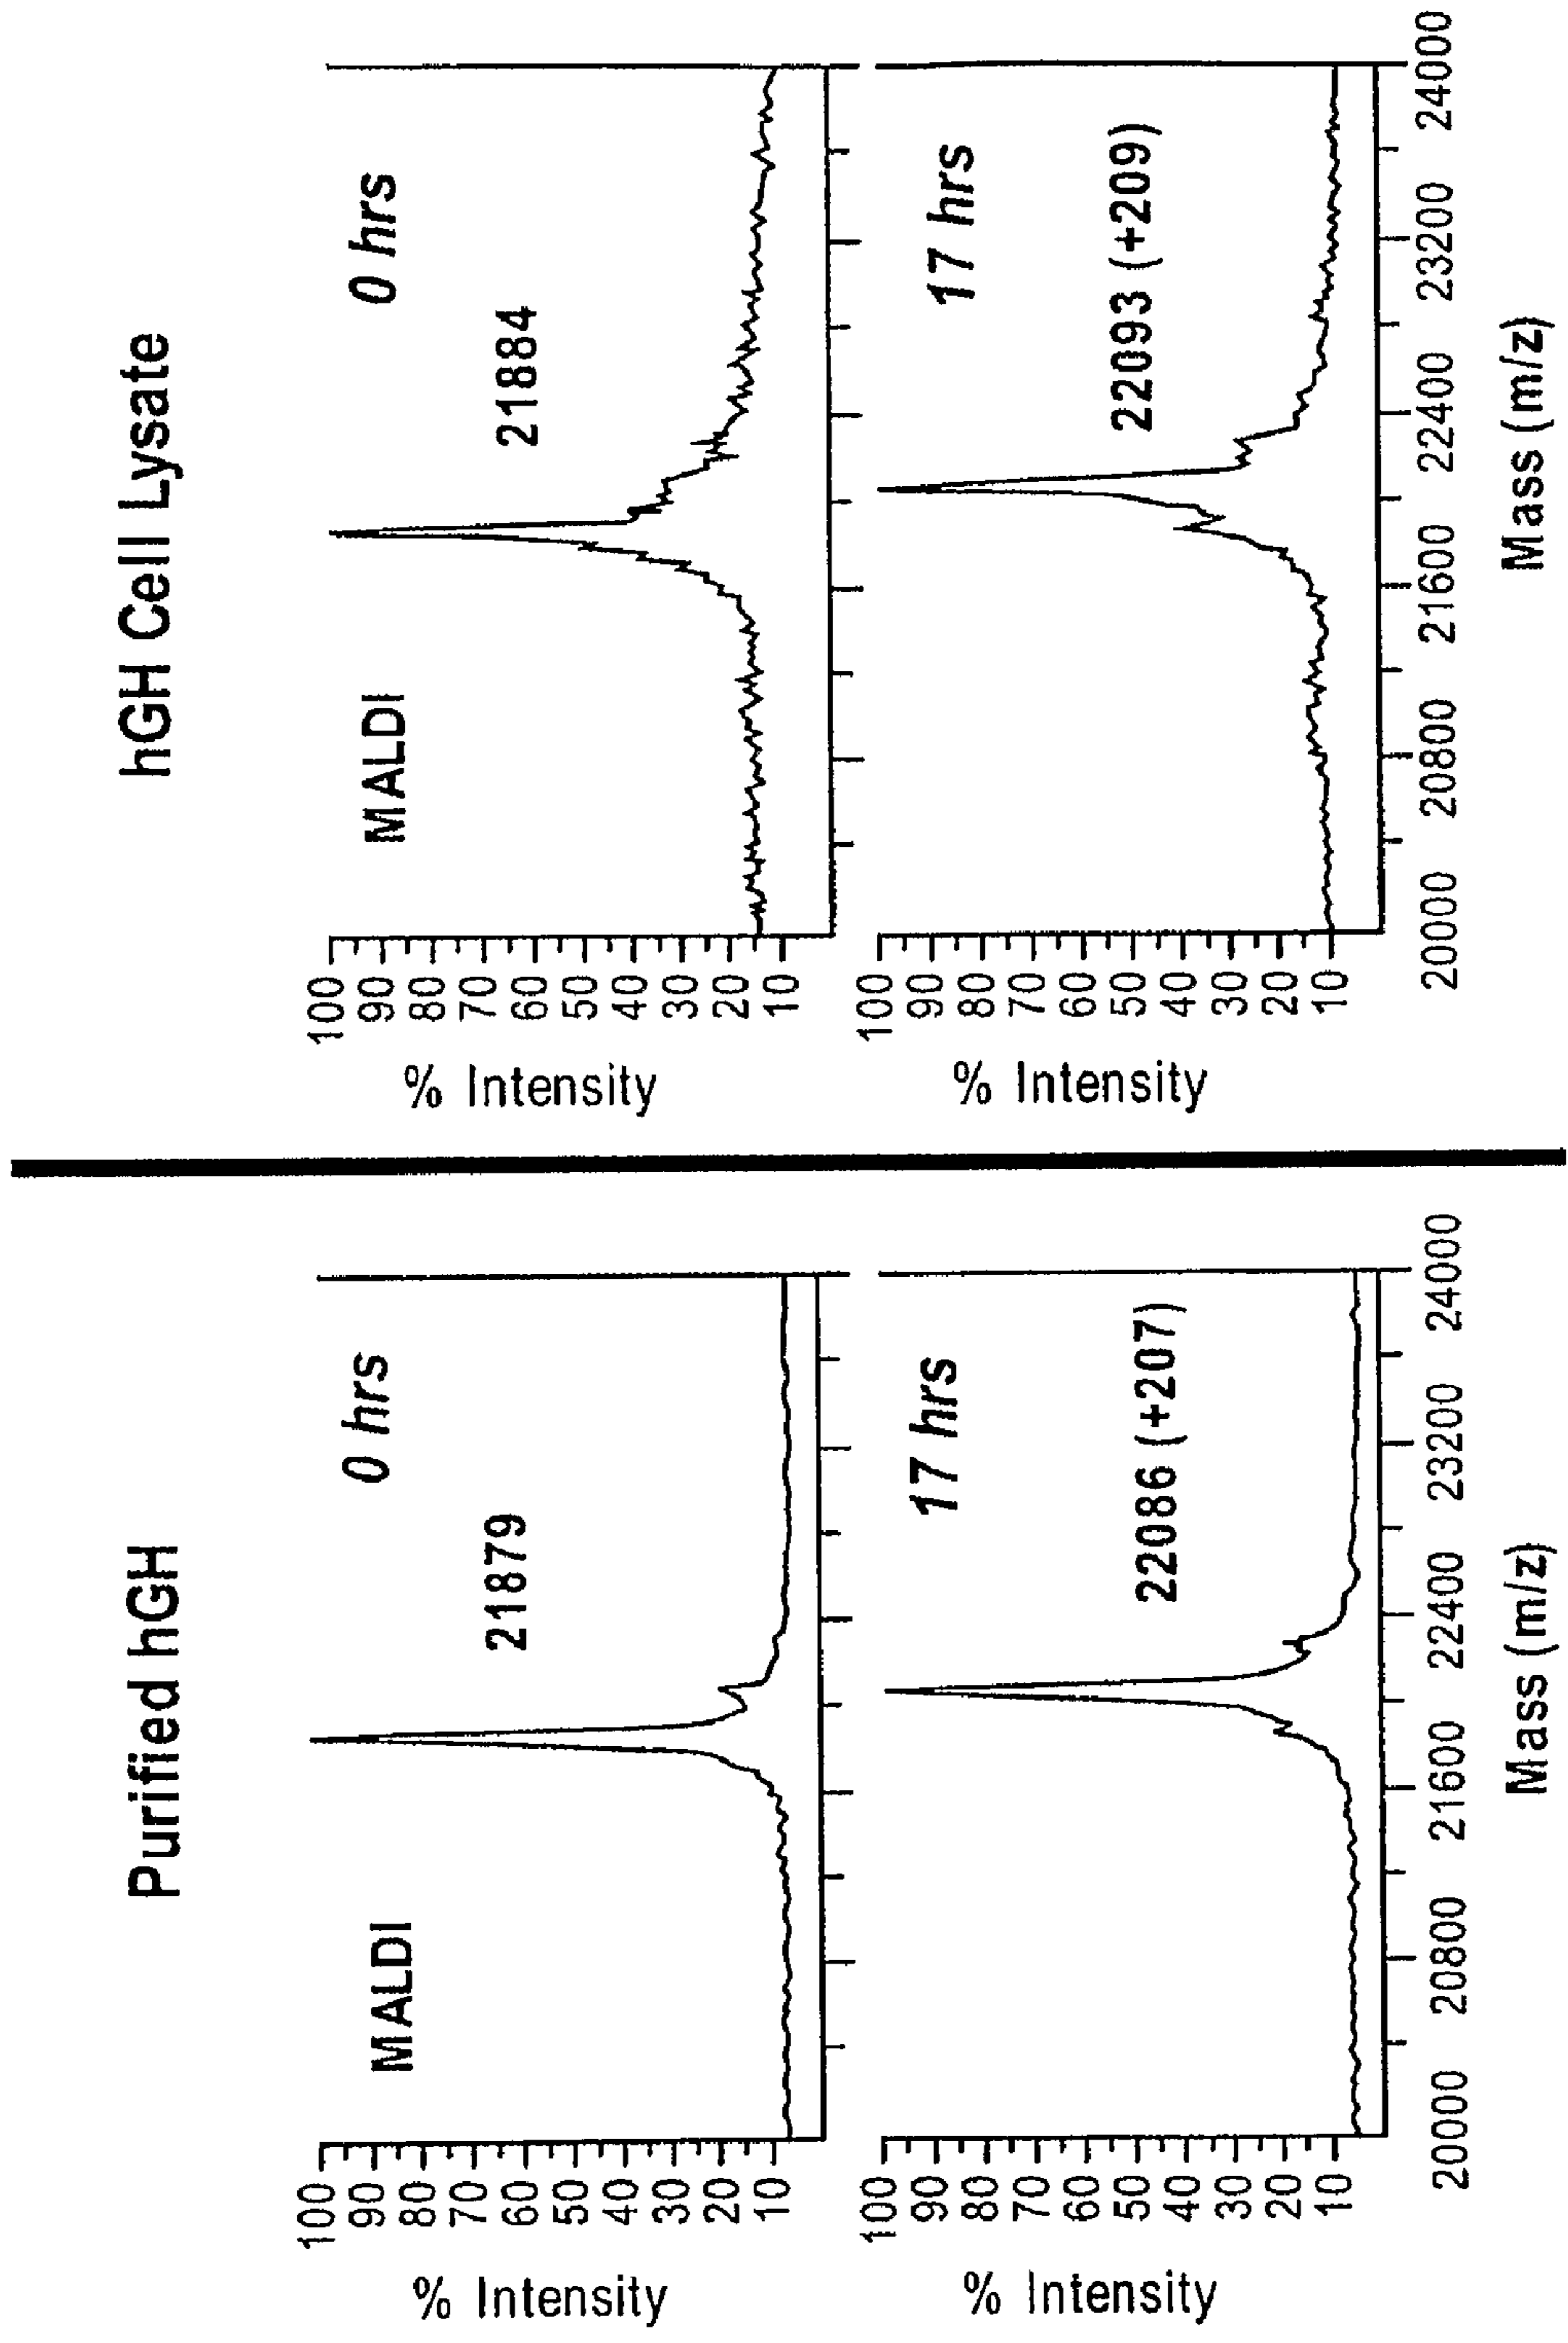 Purified hGH
MALDI
0 hrs
21879
% Intensity
100
90
80
70
60
50
40
30
20
10
17 hrs
22086 (+207)
% Intensity
100
90
80
70
60
50
40
30
20
10
20000 20800 21600 22400 23200 24000
Mass (m/z)
hGH Cell Lysate
MALDI
0 hrs
21884
% Intensity
100
90
80
70
60
50
40
30
20
10
17 hrs
22093 (+209)
% Intensity
100
90
80
70
60
50
40
30
20
10
20000 20800 21600 22400 23200 24000
Mass (m/z)